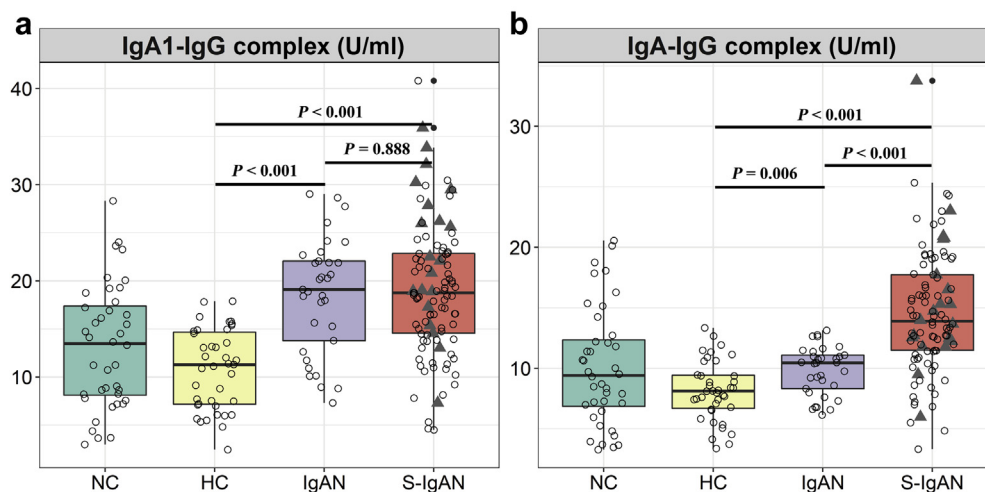 a
IgA1-IgG complex (U/ml)
40
30
20
10
P < 0.001
P = 0.888
P < 0.001
NC HC IgAN S-IgAN
b
IgA-IgG complex (U/ml)
30
20
10
P < 0.001
P < 0.001
P = 0.006
NC HC IgAN S-IgAN